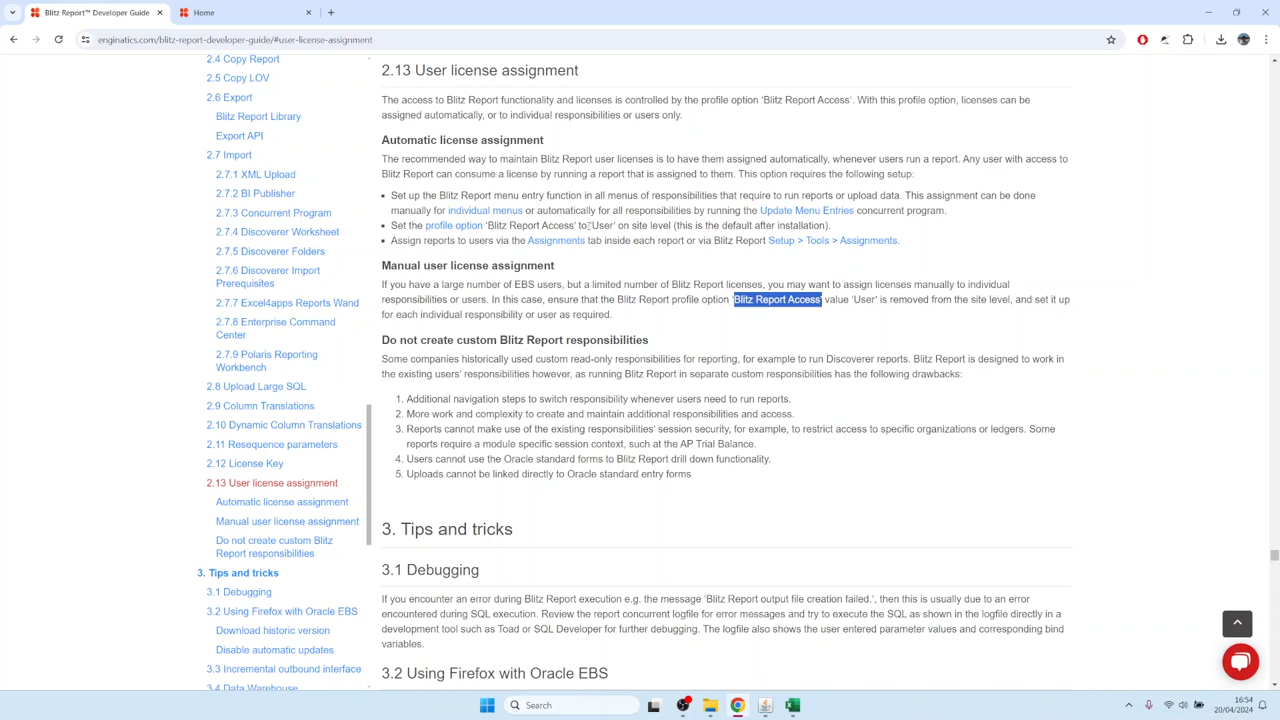 Blitz Report™ Developer Guide
Home
enginatics.com/blitz-report-developer-guide/#user-license-assignment
2.4 Copy Report
2.5 Copy LOV
2.6 Export
Blitz Report Library
Export API
2.7 Import
2.7.1 XML Upload
2.7.2 BI Publisher
2.7.3 Concurrent Program
2.7.4 Discoverer Worksheet
2.7.5 Discoverer Folders
2.7.6 Discoverer Import
Prerequisites
2.7.7 Excel4apps Reports Wand
2.7.8 Enterprise Command
Center
2.7.9 Polaris Reporting
Workbench
2.8 Upload Large SQL
2.9 Column Translations
2.10 Dynamic Column Translations
2.11 Resequence parameters
2.12 License Key
2.13 User license assignment
Automatic license assignment
Manual user license assignment
Do not create custom Blitz
Report responsibilities
3. Tips and tricks
3.1 Debugging
3.2 Using Firefox with Oracle EBS
Download historic version
Disable automatic updates
3.3 Incremental outbound interface
3.4 Data Warehouse
2.13 User license assignment
The access to Blitz Report functionality and licenses is controlled by the profile option 'Blitz Report Access'. With this profile option, licenses can be
assigned automatically, or to individual responsibilities or users only.
Automatic license assignment
The recommended way to maintain Blitz Report user licenses is to have them assigned automatically, whenever users run a report. Any user with access to
Blitz Report can consume a license by running a report that is assigned to them. This option requires the following setup:
▪ Set up the Blitz Report menu entry function in all menus of responsibilities that require to run reports or upload data. This assignment can be done
manually for individual menus or automatically for all responsibilities by running the Update Menu Entries concurrent program.
▪ Set the profile option 'Blitz Report Access' to 'User' on site level (this is the default after installation).
▪ Assign reports to users via the Assignments tab inside each report or via Blitz Report Setup > Tools > Assignments.
Manual user license assignment
If you have a large number of EBS users, but a limited number of Blitz Report licenses, you may want to assign licenses manually to individual
responsibilities or users. In this case, ensure that the Blitz Report profile option 'Blitz Report Access' value 'User' is removed from the site level, and set it up
for each individual responsibility or user as required.
Do not create custom Blitz Report responsibilities
Some companies historically used custom read-only responsibilities for reporting, for example to run Discoverer reports. Blitz Report is designed to work in
the existing users' responsibilities however, as running Blitz Report in separate custom responsibilities has the following drawbacks:
1. Additional navigation steps to switch responsibility whenever users need to run reports.
2. More work and complexity to create and maintain additional responsibilities and access.
3. Reports cannot make use of the existing responsibilities' session security, for example, to restrict access to specific organizations or ledgers. Some
reports require a module specific session context, such at the AP Trial Balance.
4. Users cannot use the Oracle standard forms to Blitz Report drill down functionality.
5. Uploads cannot be linked directly to Oracle standard entry forms
3. Tips and tricks
3.1 Debugging
If you encounter an error during Blitz Report execution e.g. the message 'Blitz Report output file creation failed.', then this is usually due to an error
encountered during SQL execution. Review the report concurrent logfile for error messages and try to execute the SQL as shown in the logfile directly in a
development tool such as Toad or SQL Developer for further debugging. The logfile also shows the user entered parameter values and corresponding bind
variables.
3.2 Using Firefox with Oracle EBS
Search
16:54
20/04/2024